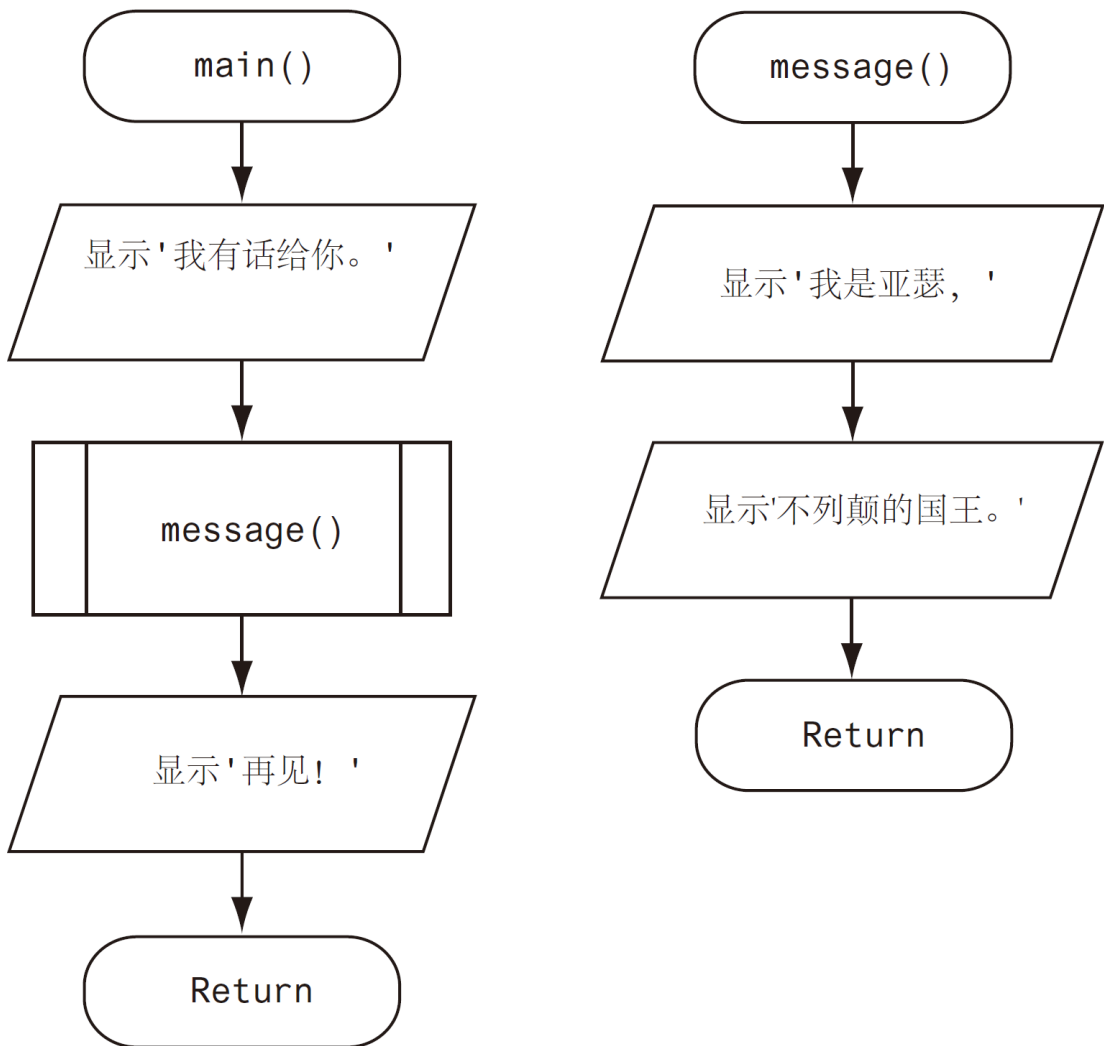 main()
显示'我有话给你。'
message()
显示'再见! '
Return
message()
显示'我是亚瑟, '
显示'不列颠的国王。'
Return